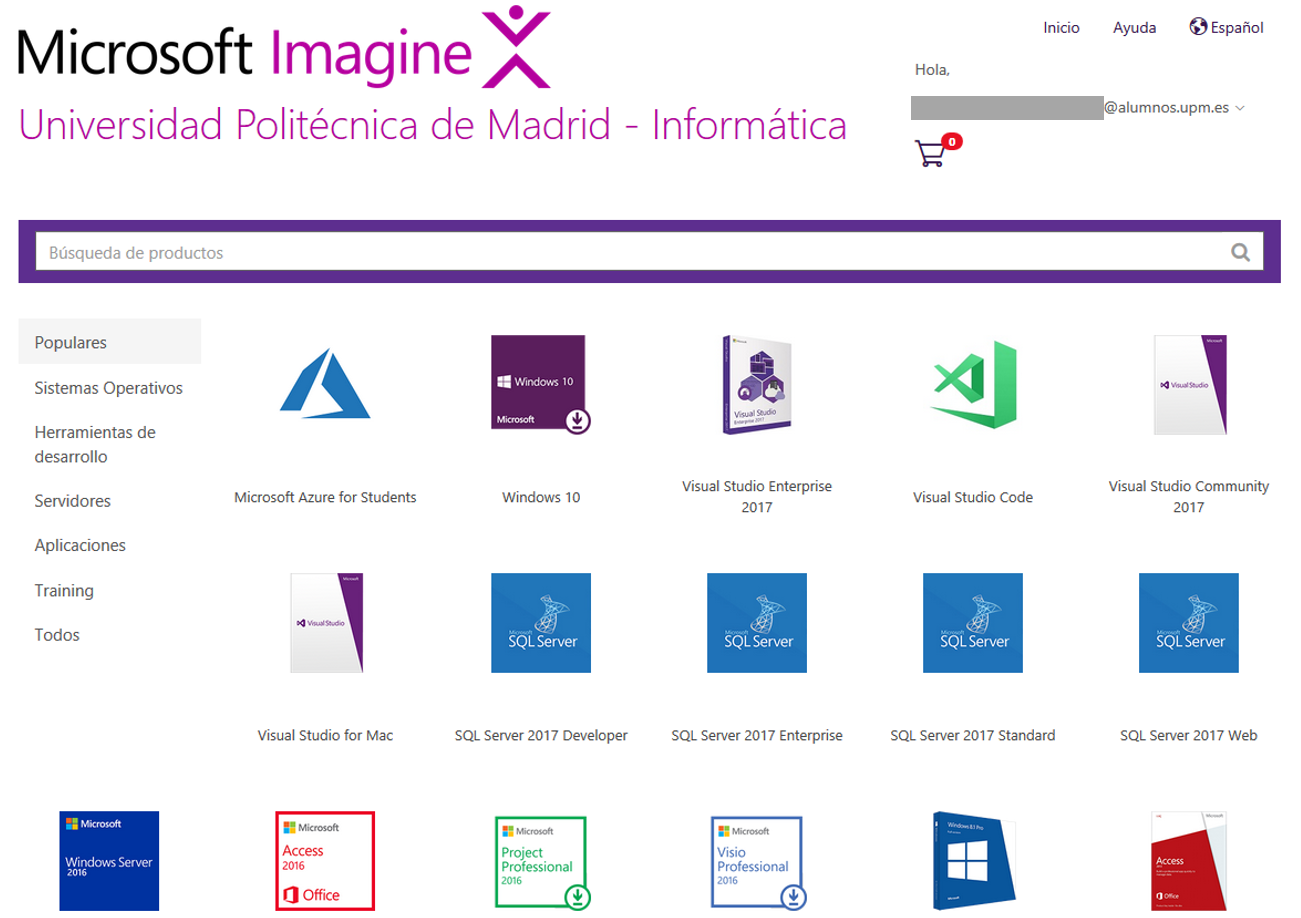 Microsoft Imagine X
Inicio Ayuda Español
Hola,
@alumnos.upm.es
0
Universidad Politécnica de Madrid - Informática
Búsqueda de productos
Populares
Sistemas Operativos
Herramientas de
desarrollo
Servidores
Aplicaciones
Training
Todos
Windows 10
Microsoft
Microsoft
Visual Studio
Enterprise 2017
Microsoft
Visual Studio
Microsoft Azure for Students
Windows 10
Visual Studio Enterprise
2017
Visual Studio Code
Visual Studio Community
2017
Microsoft
Visual Studio
Microsoft
SQL Server
Microsoft
SQL Server
Microsoft
SQL Server
Microsoft
SQL Server
Visual Studio for Mac
SQL Server 2017 Developer
SQL Server 2017 Enterprise
SQL Server 2017 Standard
SQL Server 2017 Web
Microsoft
Windows Server
2016
Microsoft
Access
2016
Office
Microsoft
Project
Professional
2016
Microsoft
Visio
Professional
2016
Windows 8.1 Pro
Microsoft
Microsoft
Access
Office